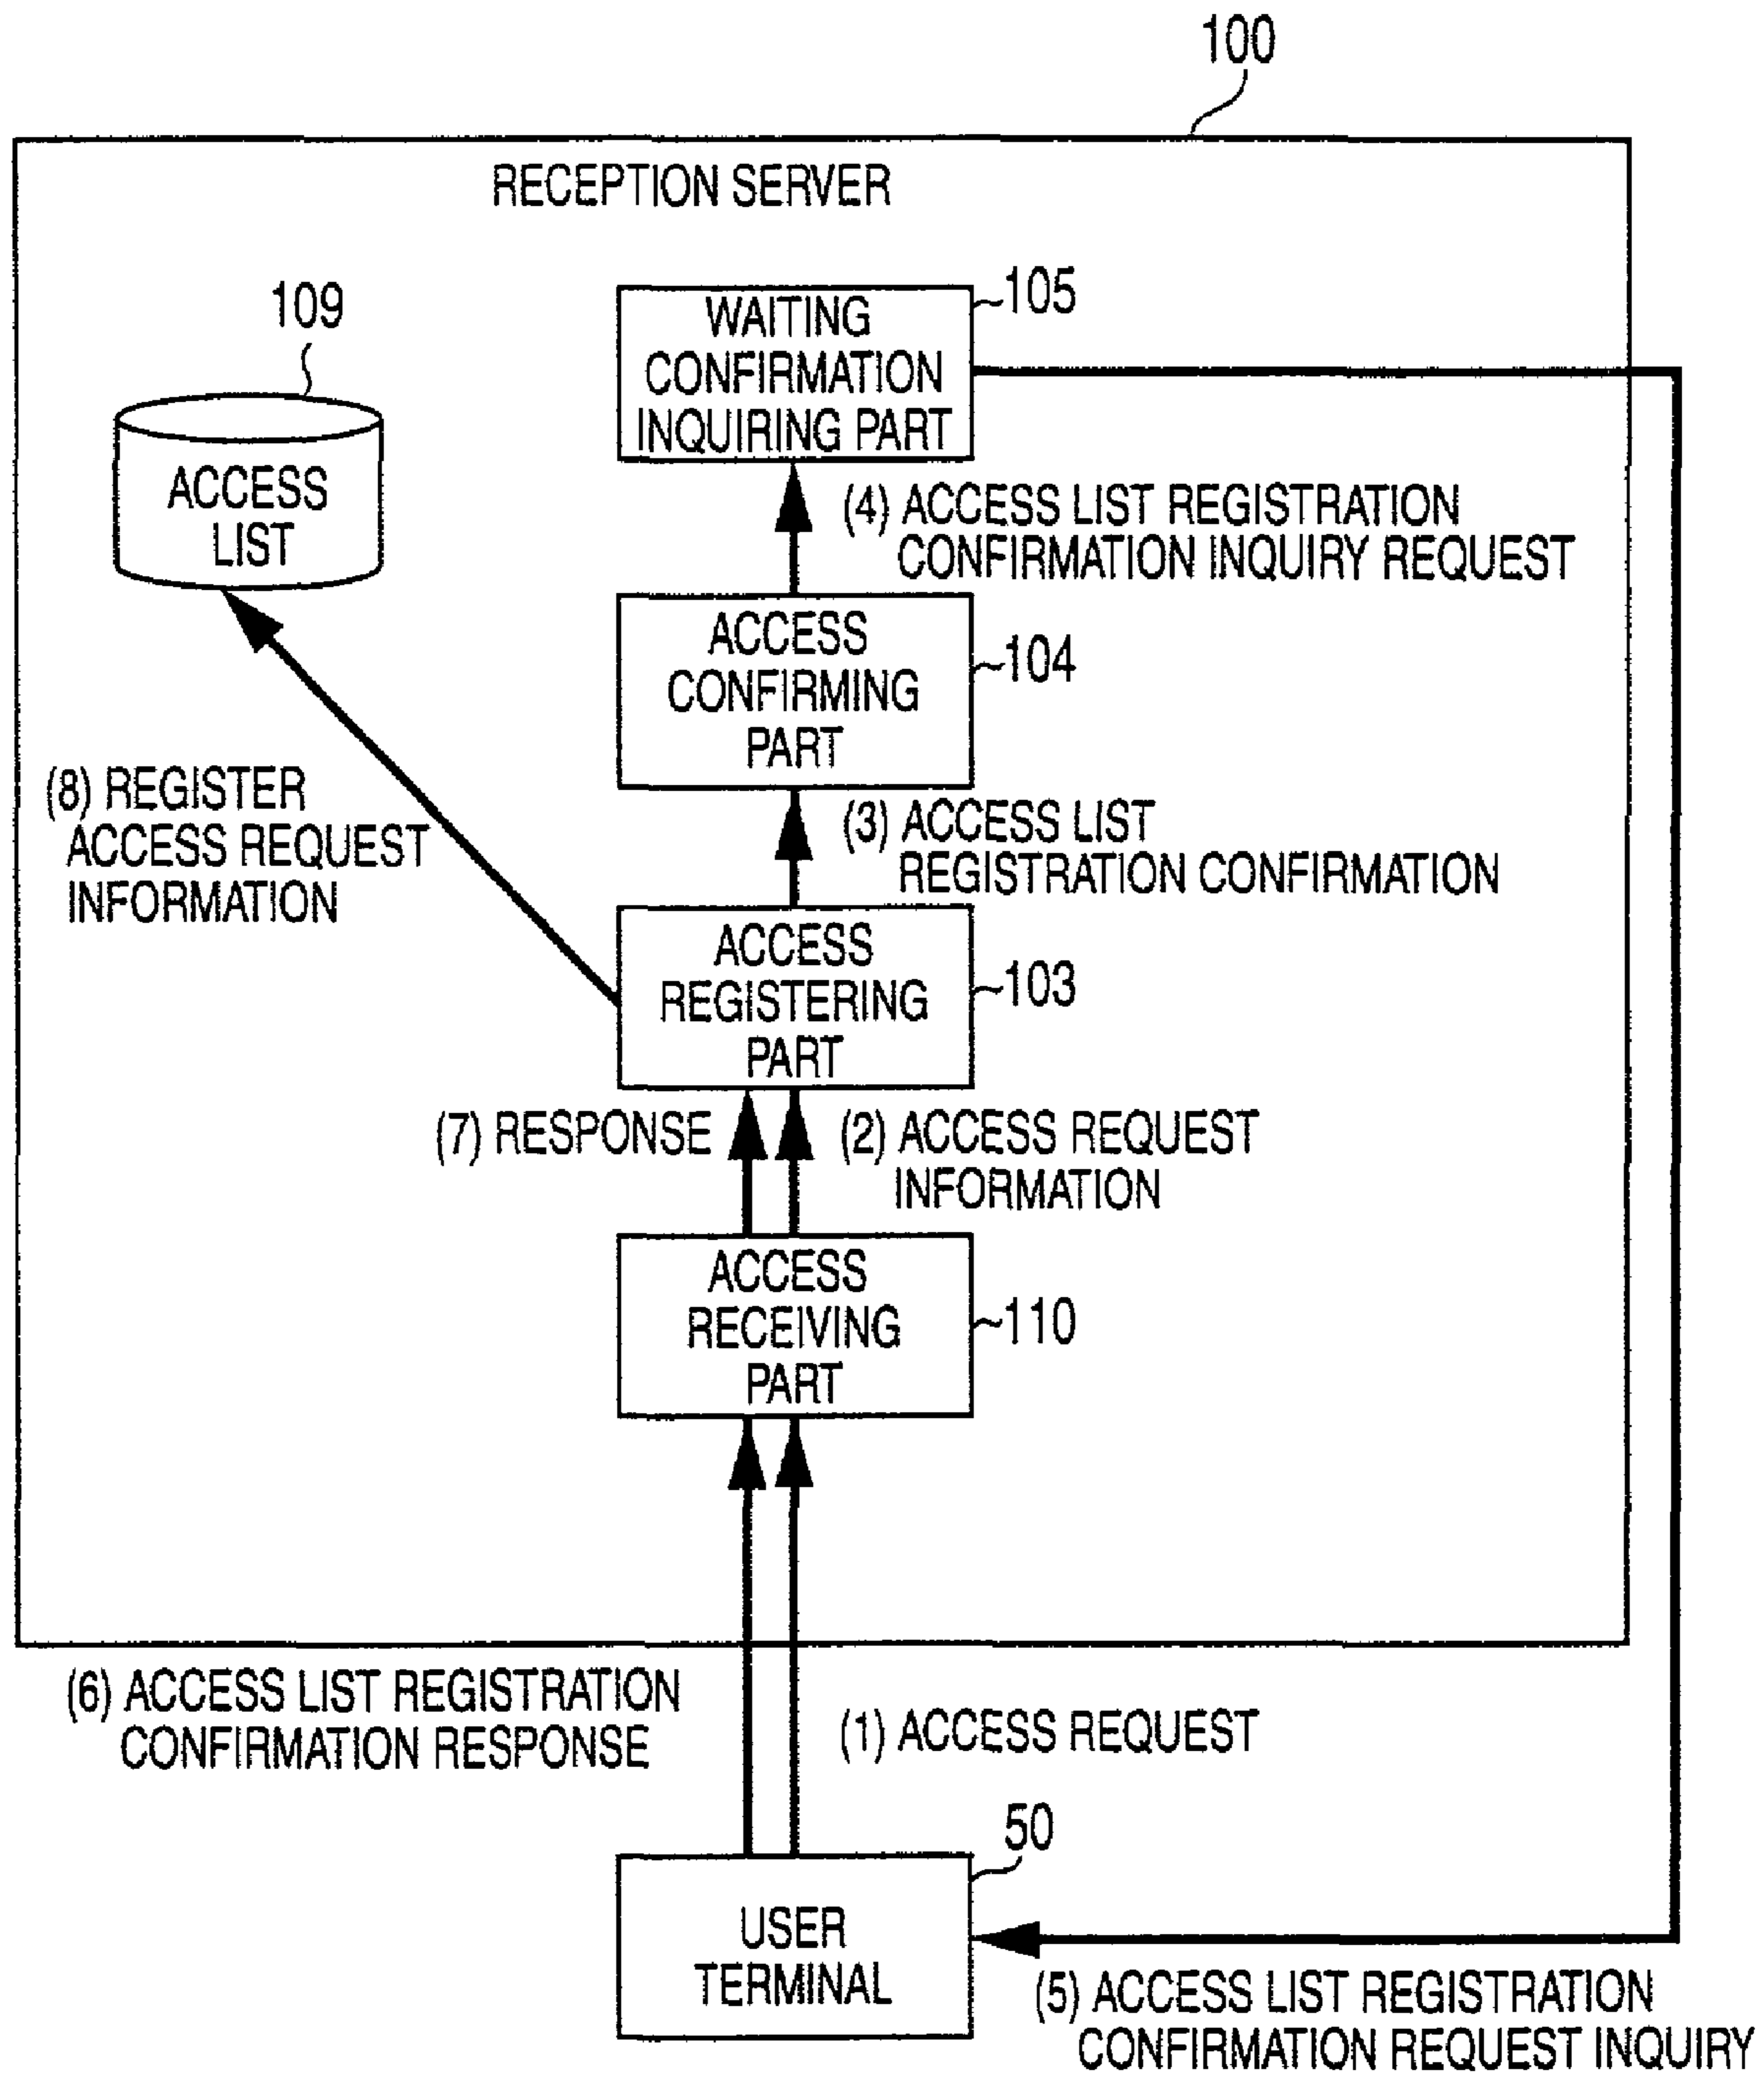 100
RECEPTION SERVER
109
ACCESS
LIST
WAITING
CONFIRMATION
INQUIRING PART
105
(4) ACCESS LIST REGISTRATION
CONFIRMATION INQUIRY REQUEST
ACCESS
CONFIRMING
PART
104
(8) REGISTER
ACCESS REQUEST
INFORMATION
(3) ACCESS LIST
REGISTRATION CONFIRMATION
ACCESS
REGISTERING
PART
103
(7) RESPONSE
(2) ACCESS REQUEST
INFORMATION
ACCESS
RECEIVING
PART
110
(6) ACCESS LIST REGISTRATION
CONFIRMATION RESPONSE
(1) ACCESS REQUEST
50
USER
TERMINAL
(5) ACCESS LIST REGISTRATION
CONFIRMATION REQUEST INQUIRY